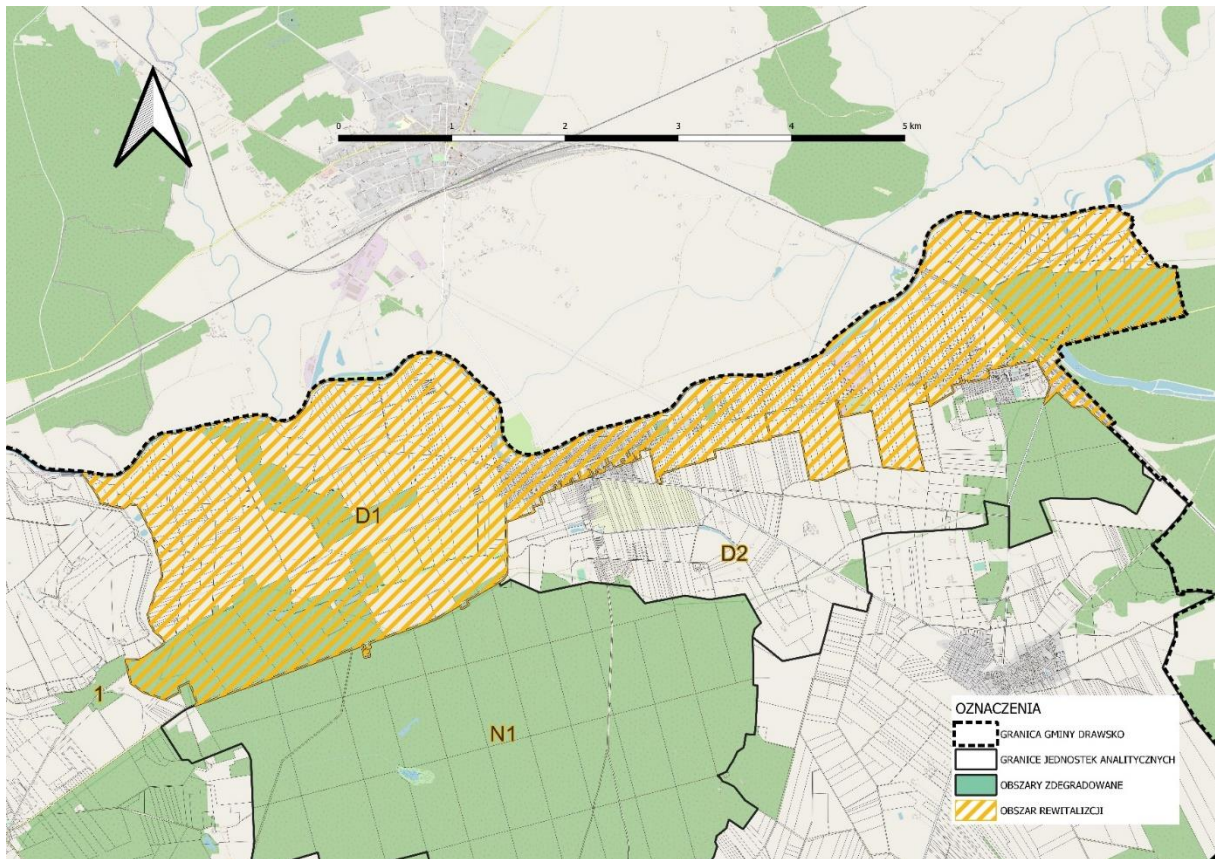 0 1 2 3 4 5 km
D1
D2
1
N1
OZNACZENIA
GRANICA GMINY DRAWSKO
GRANICE JEDNOSTEK ANALITYCZNYCH
OBSZARY ZDEGRADOWANE
OBSZAR REWITALIZCJI